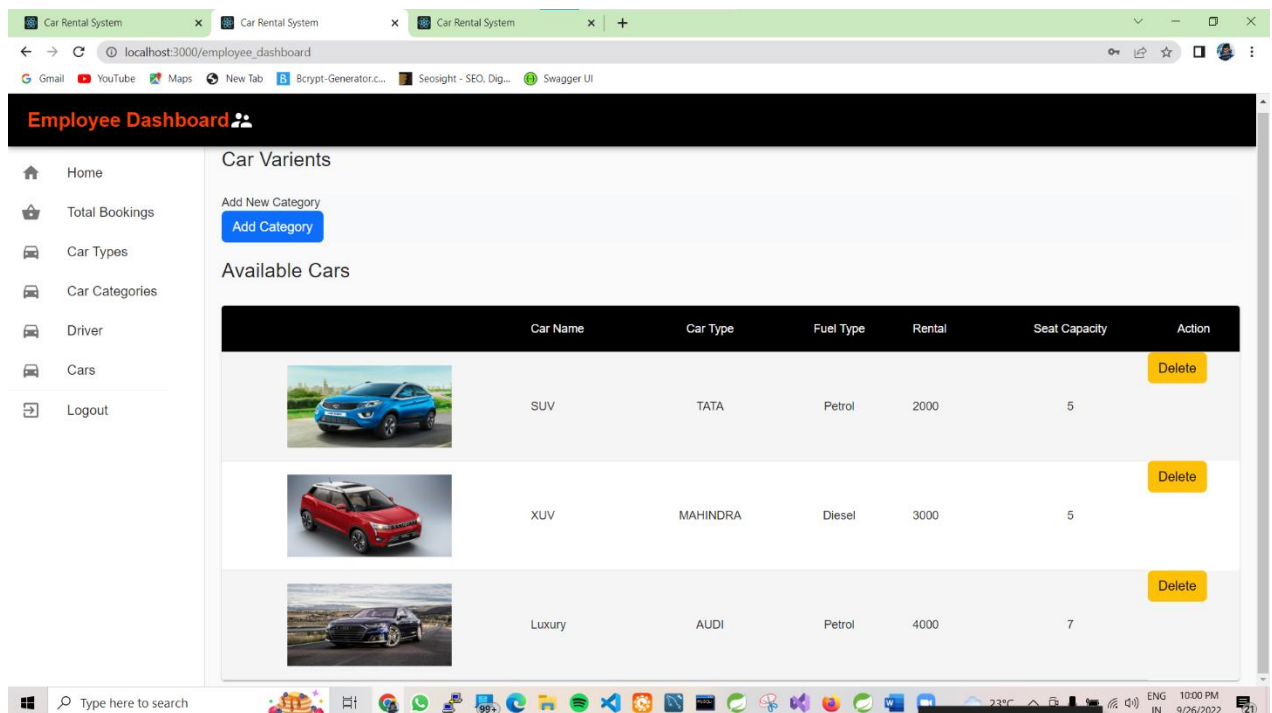 Car Rental System
Car Rental System
Car Rental System
localhost:3000/employee_dashboard
Gmail YouTube Maps New Tab Bcrypt-Generator.c... Seosight - SEO, Dig... Swagger UI
Employee Dashboard
Home
Total Bookings
Car Types
Car Categories
Driver
Cars
Logout
Car Varients
Add New Category
Add Category
Available Cars
Car Name Car Type Fuel Type Rental Seat Capacity Action
SUV TATA Petrol 2000 5 Delete
XUV MAHINDRA Diesel 3000 5 Delete
Luxury AUDI Petrol 4000 7 Delete
Type here to search
99+
23°C
ENG
IN
10:00 PM
9/26/2022
21